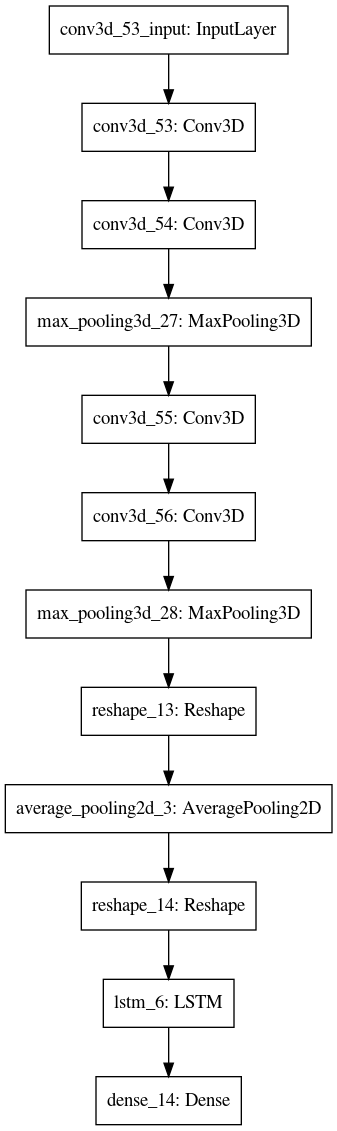 conv3d_53_input: InputLayer
conv3d_53: Conv3D
conv3d_54: Conv3D
max_pooling3d_27: MaxPooling3D
conv3d_55: Conv3D
conv3d_56: Conv3D
max_pooling3d_28: MaxPooling3D
reshape_13: Reshape
average_pooling2d_3: AveragePooling2D
reshape_14: Reshape
lstm_6: LSTM
dense_14: Dense